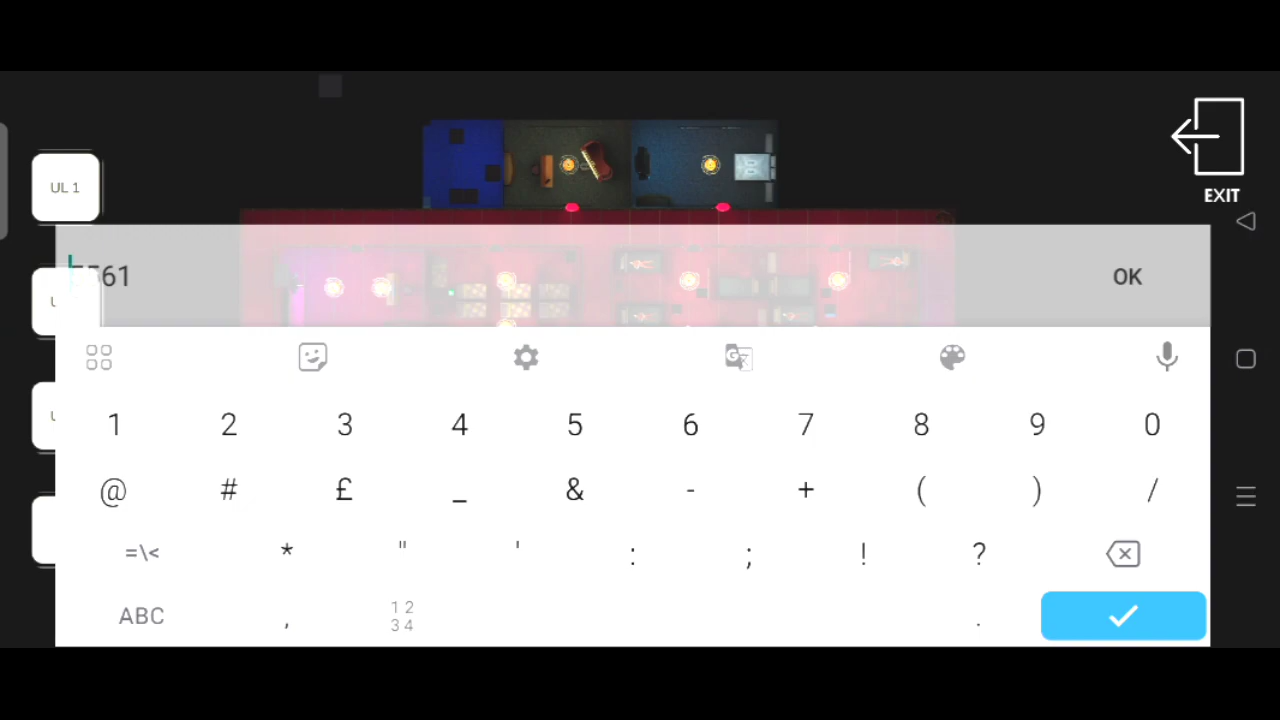 UL 1
EXIT
61
OK
1 2 3 4 5 6 7 8 9 0
@ # £ _ & - + ( ) /
=\< * " ' : ; ! ?
ABC , 1 2 3 4 .